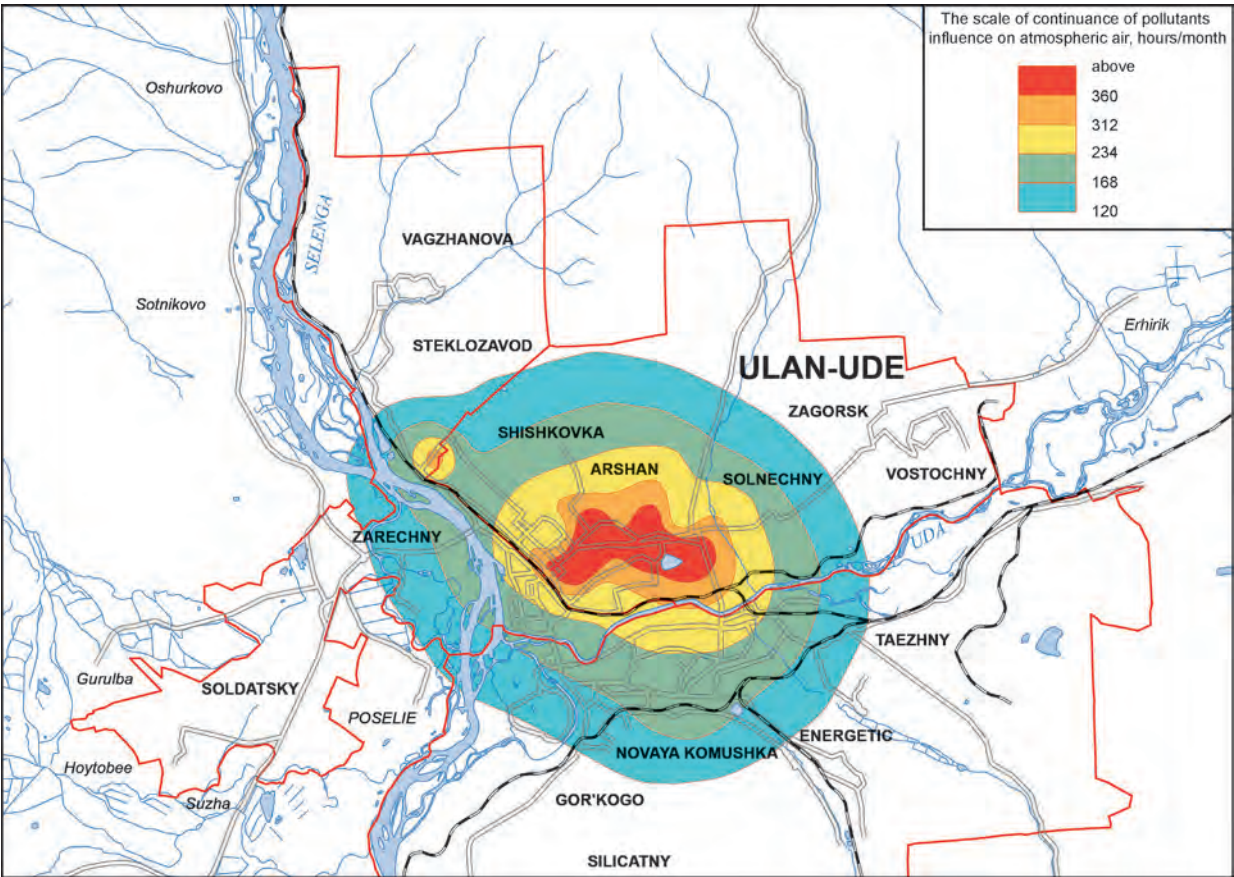 The scale of continuance of pollutants
influence on atmospheric air, hours/month
above
360
312
234
168
120
Oshurkovo
SELENGA
VAGZHANOVA
Sotnikovo
Erhirik
STEKLOZAVOD
ULAN-UDE
ZAGORSK
SHISHKOVKA
ARSHAN
SOLNECHNY
VOSTOCHNY
ZARECHNY
UDA
TAEZHNY
Gurulba
SOLDATSKY
POSELIE
ENERGETIC
NOVAYA KOMUSHKA
Hoytobee
Suzha
GOR'KOGO
SILICATNY